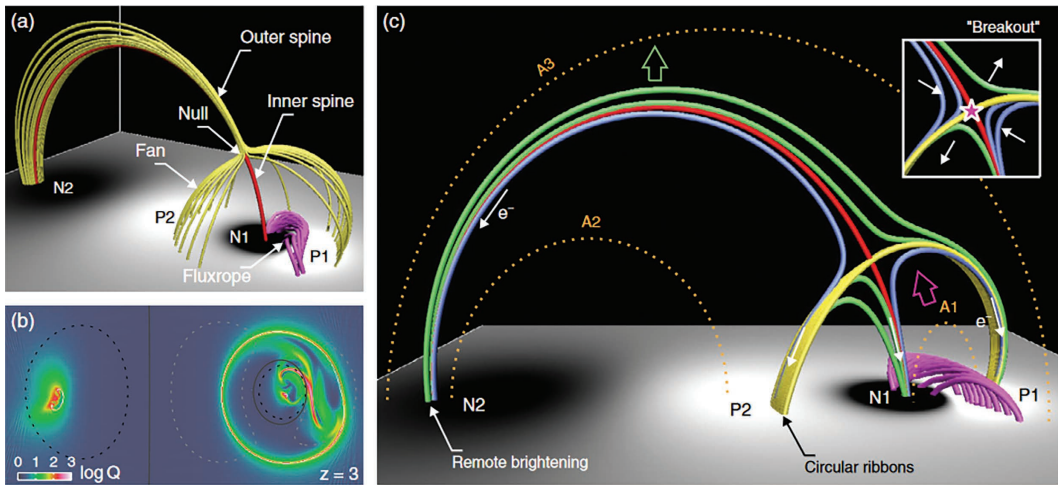 (a)
Outer spine
Inner spine
Null
Fan
N2
P2
N1
P1
Fluxrope
(b)
0 1 2 3
log Q
z = 3
(c)
"Breakout"
A3
A2
A1
e⁻
e⁻
N2
P2
N1
P1
Remote brightening
Circular ribbons